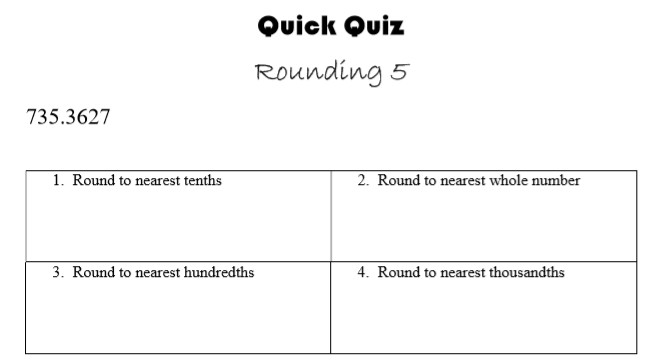 Quick Quiz
Rounding 5
735.3627
1. Round to nearest tenths
2. Round to nearest whole number
3. Round to nearest hundredths
4. Round to nearest thousandths